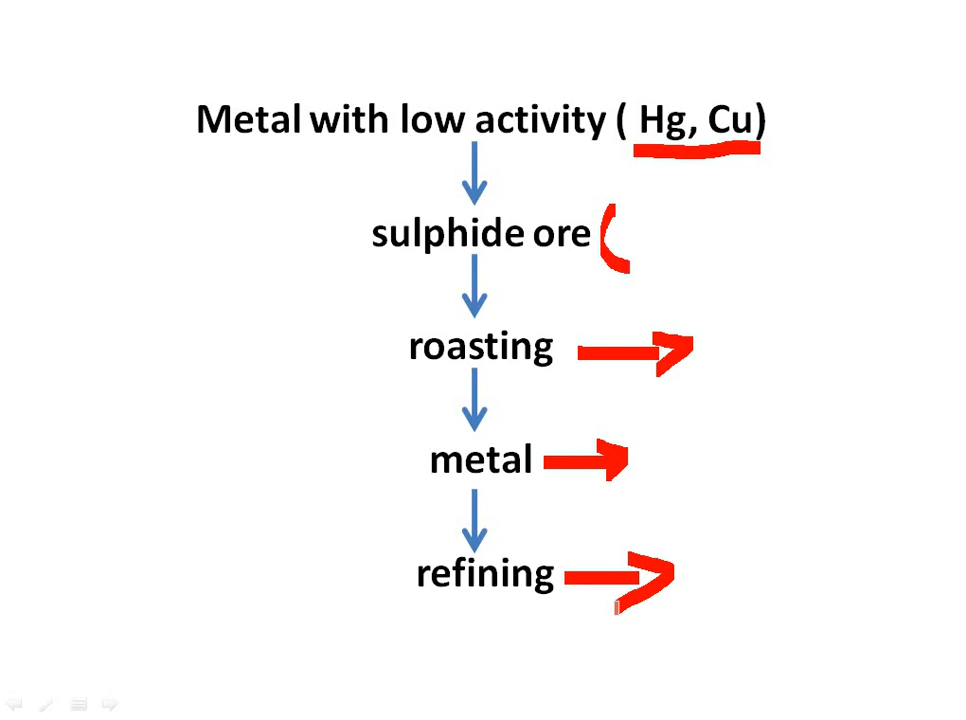 Metal with low activity ( Hg, Cu)
sulphide ore
roasting
metal
refining